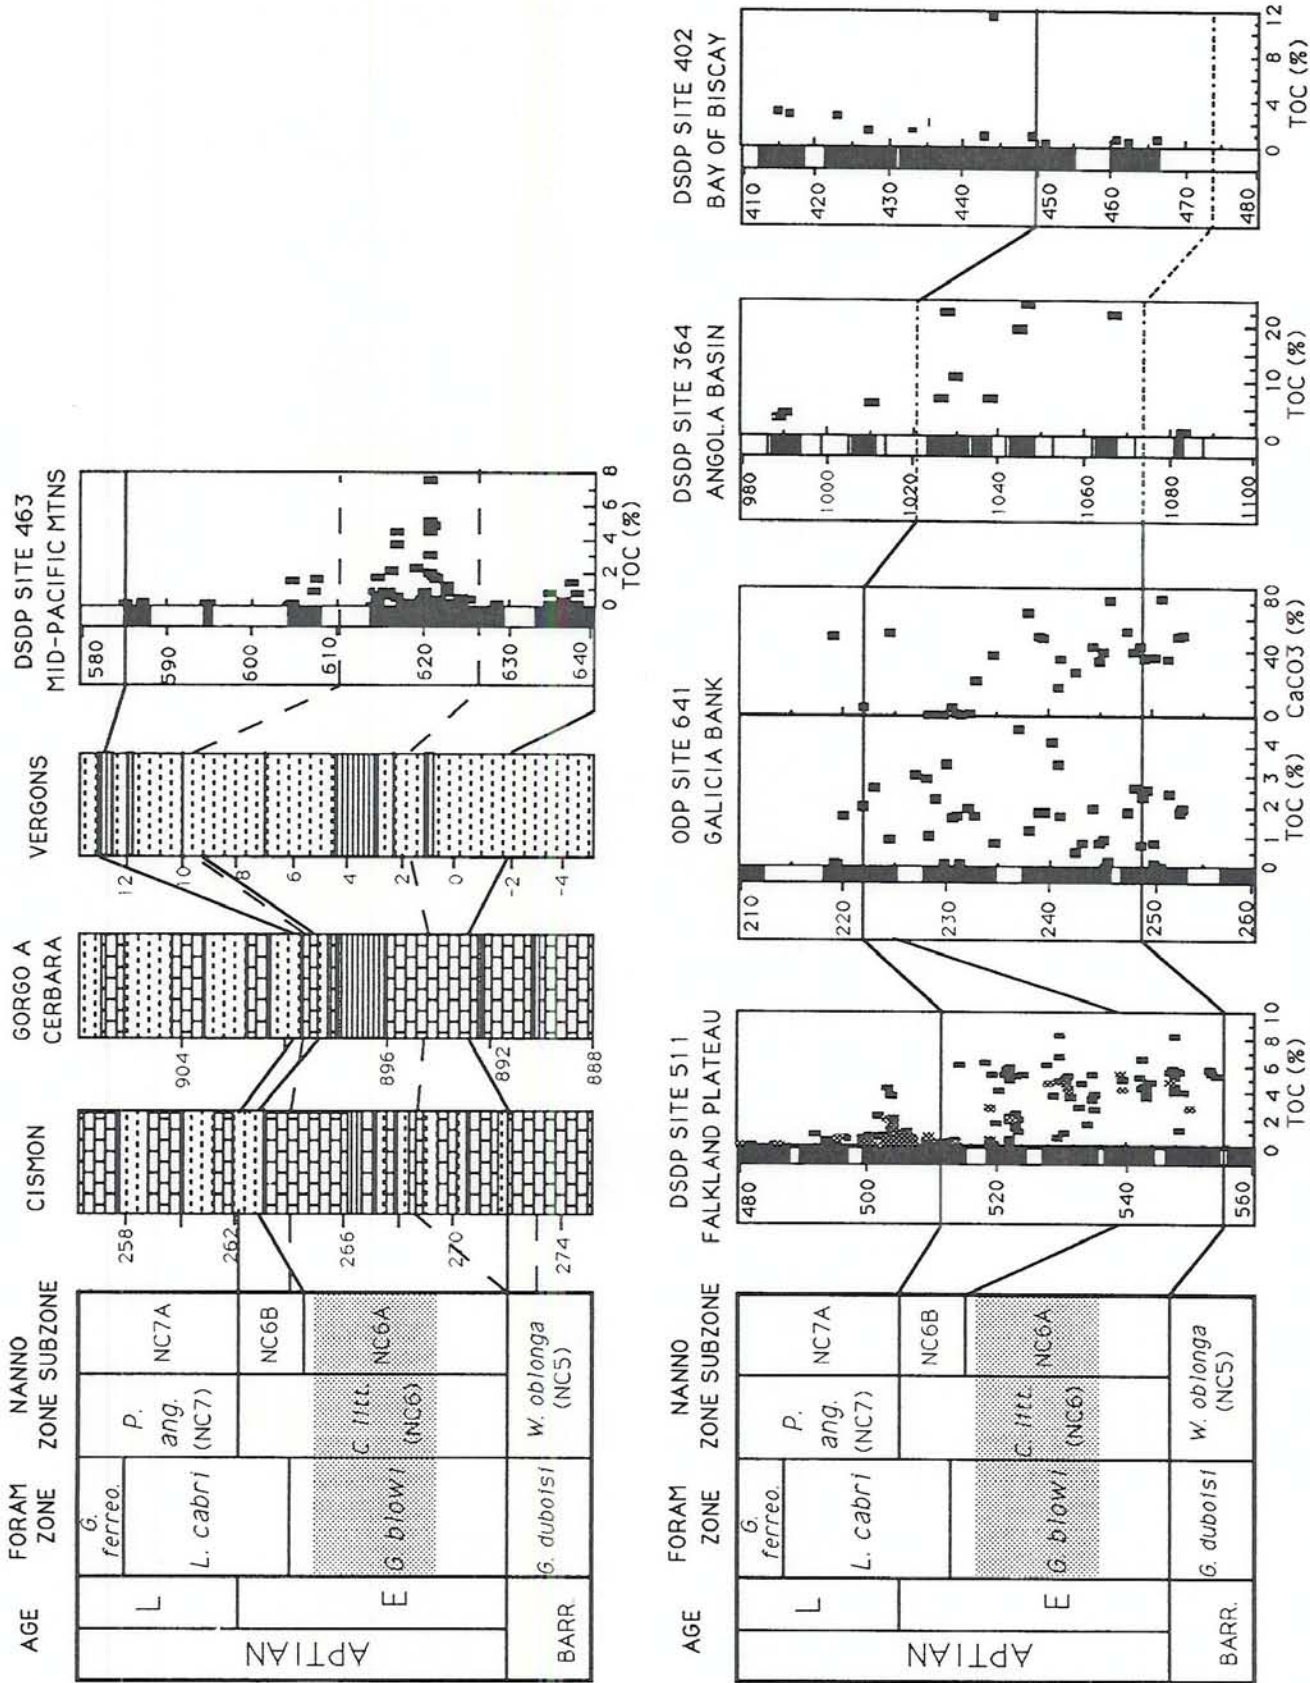 AGE
FORAM
ZONE
NANNO
ZONE SUBZONE
CISMON
GORGO A
CERBARA
VERGONS
DSDP SITE 463
MID-PACIFIC MTNS
APTIAN
L
E
BARR.
G.
ferreo.
L. cabri
G blowi
G. duboisi
P.
ang.
(NC7)
C. litt.
(NC6)
W. oblonga
(NC5)
NC7A
NC6B
NC6A
258
262
266
270
274
904
896
892
888
12
10
8
6
4
2
0
-2
-4
580
590
600
610
620
630
640
0 2 4 6 8
TOC (%)
AGE
FORAM
ZONE
NANNO
ZONE SUBZONE
DSDP SITE 511
FALKLAND PLATEAU
ODP SITE 641
GALICIA BANK
DSDP SITE 364
ANGOLA BASIN
DSDP SITE 402
BAY OF BISCAY
APTIAN
L
E
BARR.
G.
ferreo.
L. cabri
G blowi
G. duboisi
P.
ang.
(NC7)
C. litt.
(NC6)
W. oblonga
(NC5)
NC7A
NC6B
NC6A
480
500
520
540
560
0 2 4 6 8 10
TOC (%)
210
220
230
240
250
260
0 1 2 3 4
TOC (%)
0 40 80
CaCO3 (%)
980
1000
1020
1040
1060
1080
1100
0 10 20
TOC (%)
410
420
430
440
450
460
470
480
0 4 8 12
TOC (%)